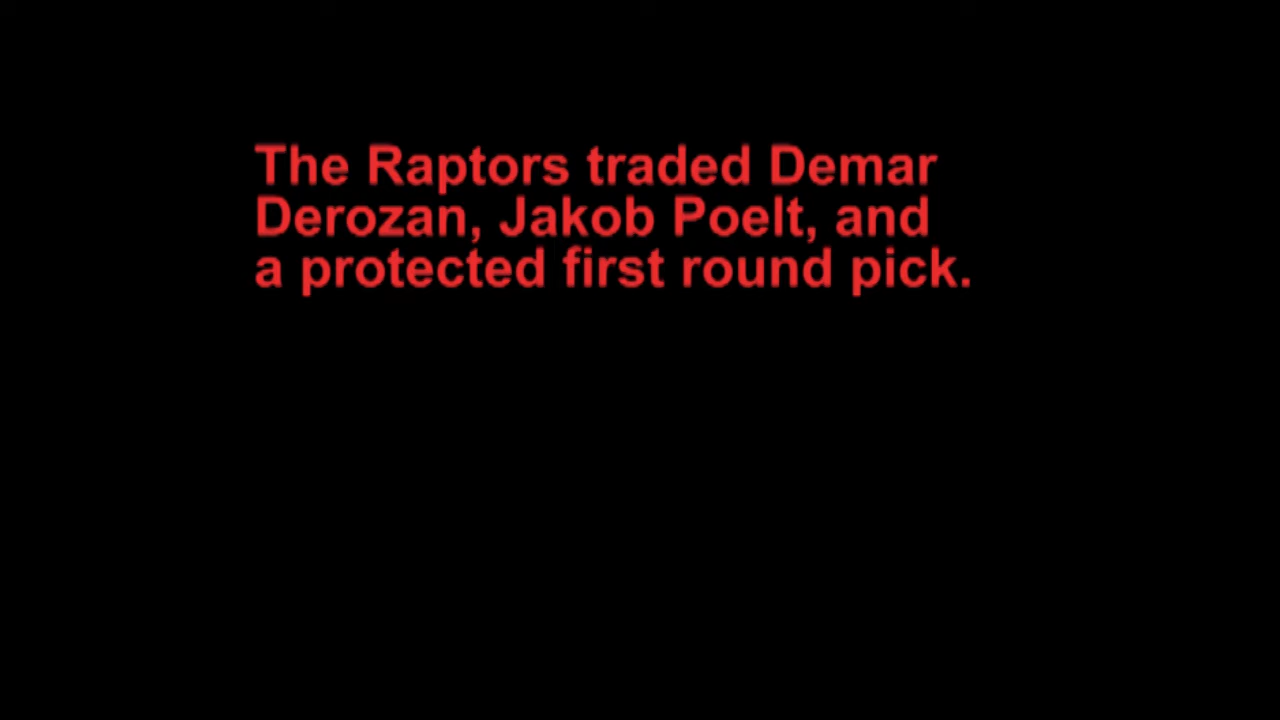 The Raptors traded Demar
Derozan, Jakob Poelt, and
a protected first round pick.